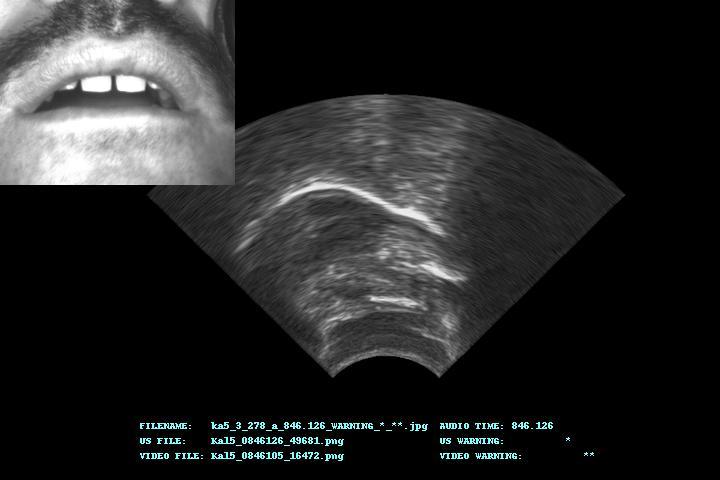 FILENAME: ka5_3_278_a_846.126_WARNING_*_**.jpg AUDIO TIME: 846.126
US FILE: Kal5_0846126_49681.png US WARNING: *
VIDEO FILE: Kal5_0846105_16472.png VIDEO WARNING: **